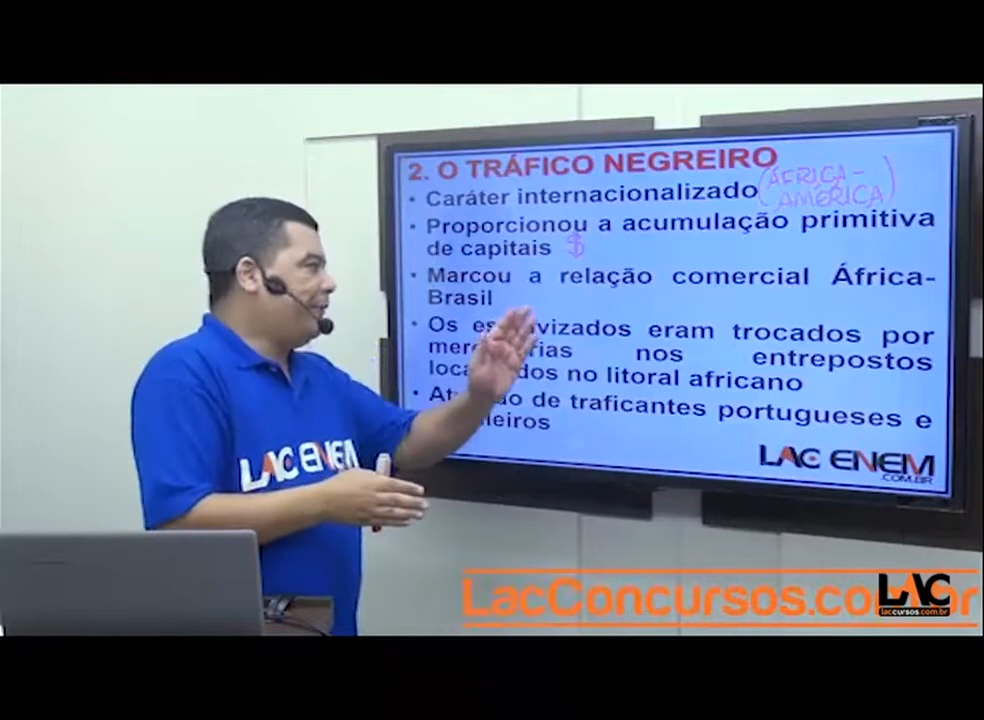 2. O TRÁFICO NEGREIRO
• Caráter internacionalizado (ÁFRICA-
AMÉRICA)
• Proporcionou a acumulação primitiva
de capitais $
• Marcou a relação comercial África-
Brasil
• Os eram trocados por
nos entrepostos
no litoral africano
• de traficantes portugueses e
LAC ENEM
.COM.BR
LAC ENEM
LacConcursos.co
LAC
laccursos.com.br